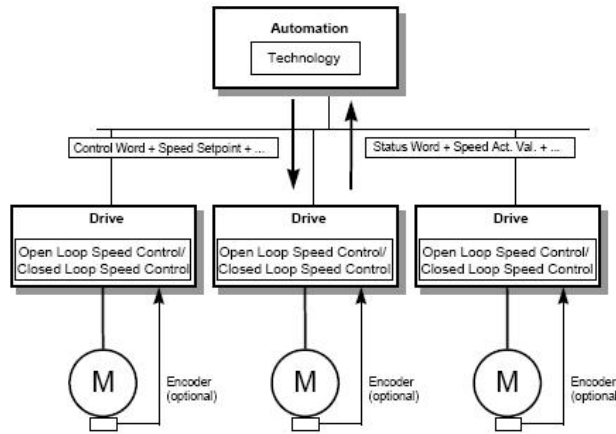 Automation
Technology
Control Word + Speed Setpoint + ...
Status Word + Speed Act. Val. + ...
Drive
Open Loop Speed Control/
Closed Loop Speed Control
Drive
Open Loop Speed Control/
Closed Loop Speed Control
Drive
Open Loop Speed Control/
Closed Loop Speed Control
M
Encoder
(optional)
M
Encoder
(optional)
M
Encoder
(optional)